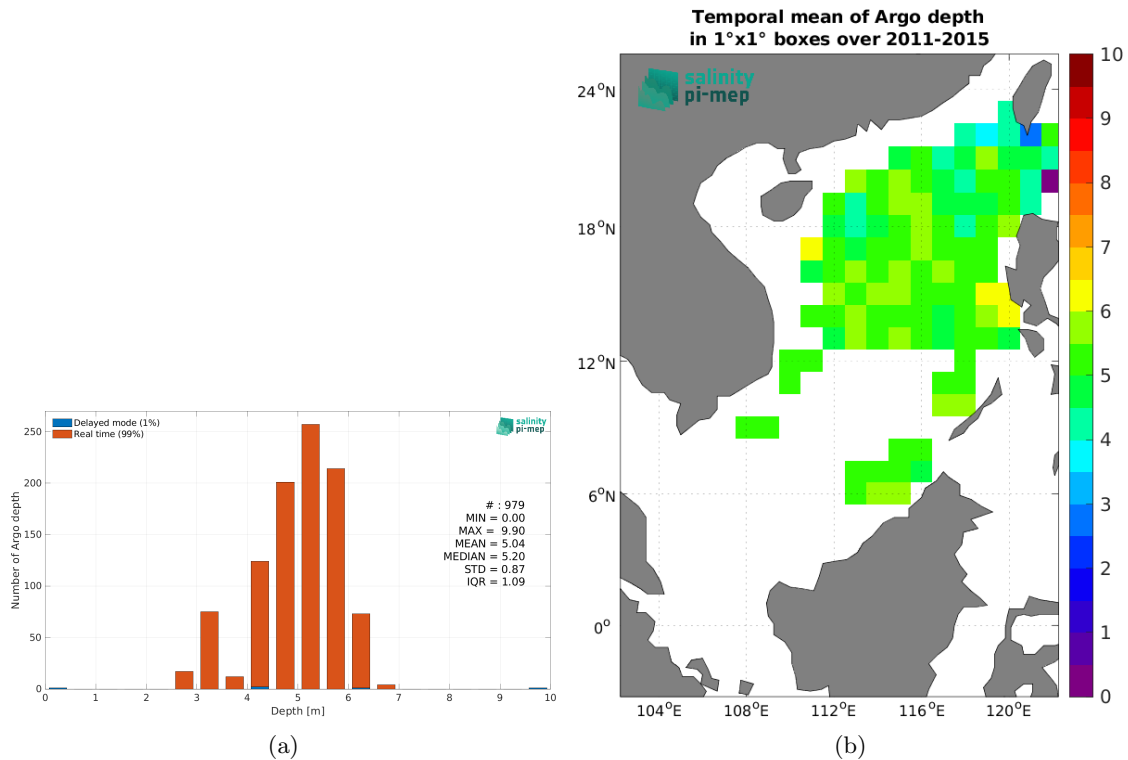 Delayed mode (1%)
Real time (99%)
salinity
pi-mep
# : 979
MIN = 0.00
MAX = 9.90
MEAN = 5.04
MEDIAN = 5.20
STD = 0.87
IQR = 1.09
Number of Argo depth
250
200
150
100
50
0
0 1 2 3 4 5 6 7 8 9 10
Depth [m]
(a)
Temporal mean of Argo depth
in 1°x1° boxes over 2011-2015
salinity
pi-mep
24°N
18°N
12°N
6°N
0°
104°E 108°E 112°E 116°E 120°E
10
9
8
7
6
5
4
3
2
1
0
(b)